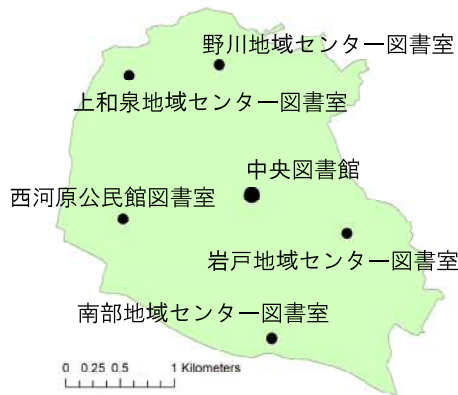 野川地域センター図書室
上和泉地域センター図書室
中央図書館
西河原公民館図書室
岩戸地域センター図書室
南部地域センター図書室
0 0.25 0.5 1 Kilometers